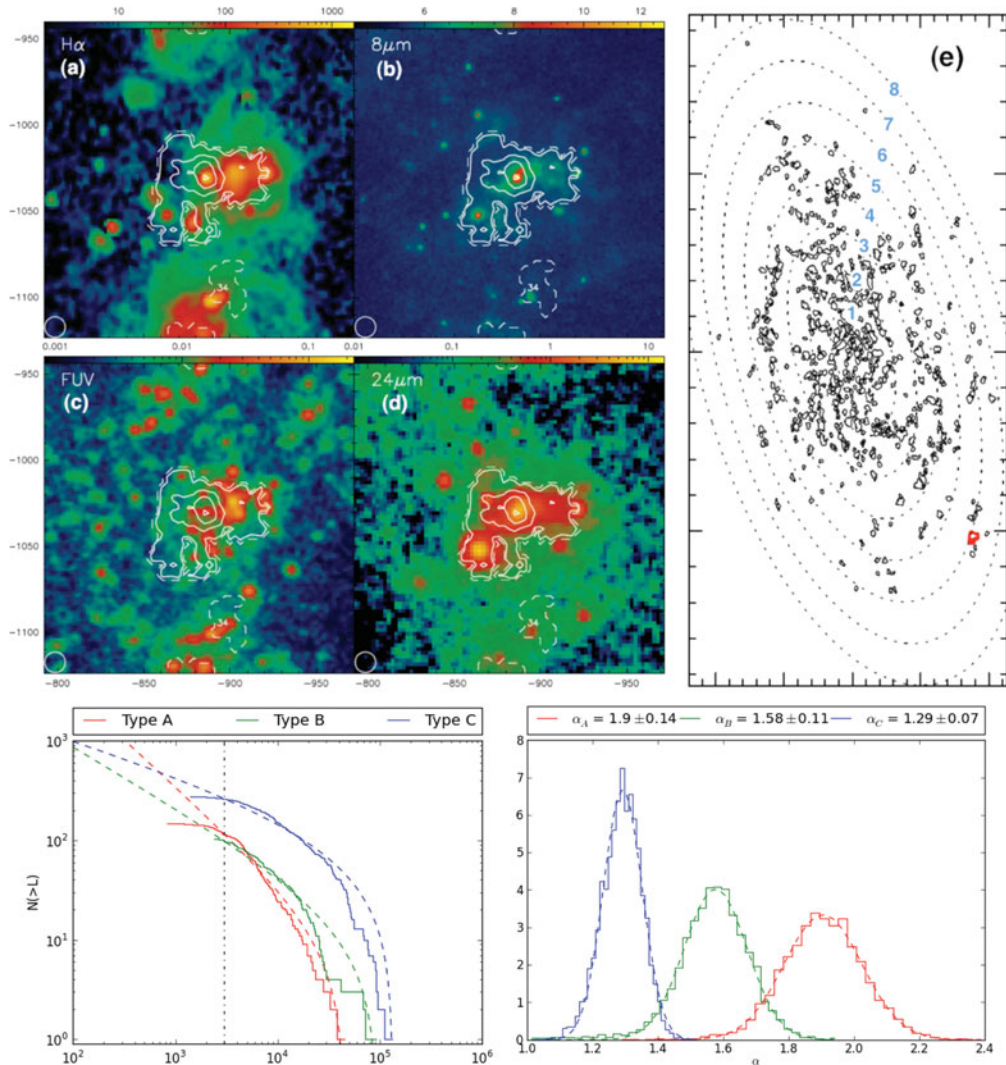 10 100 1000
6 8 10 12
Hα
(a)
8μm
(b)
(e)
8
7
6
5
4
3
2
1
-950
-1000
-1050
-1100
34
34
0.001 0.01 0.1
0.01 0.1 1 10
FUV
(c)
24μm
(d)
-950
-1000
-1050
-1100
34
34
-800 -850 -900 -950
-800 -850 -900 -950
Type A Type B Type C
N(>L)
10³
10²
10¹
10⁰
10² 10³ 10⁴ 10⁵ 10⁶
α_A = 1.9 ±0.14 α_B = 1.58 ±0.11 α_C = 1.29 ±0.07
8
7
6
5
4
3
2
1
0
1.0 1.2 1.4 1.6 1.8 2.0 2.2 2.4
α